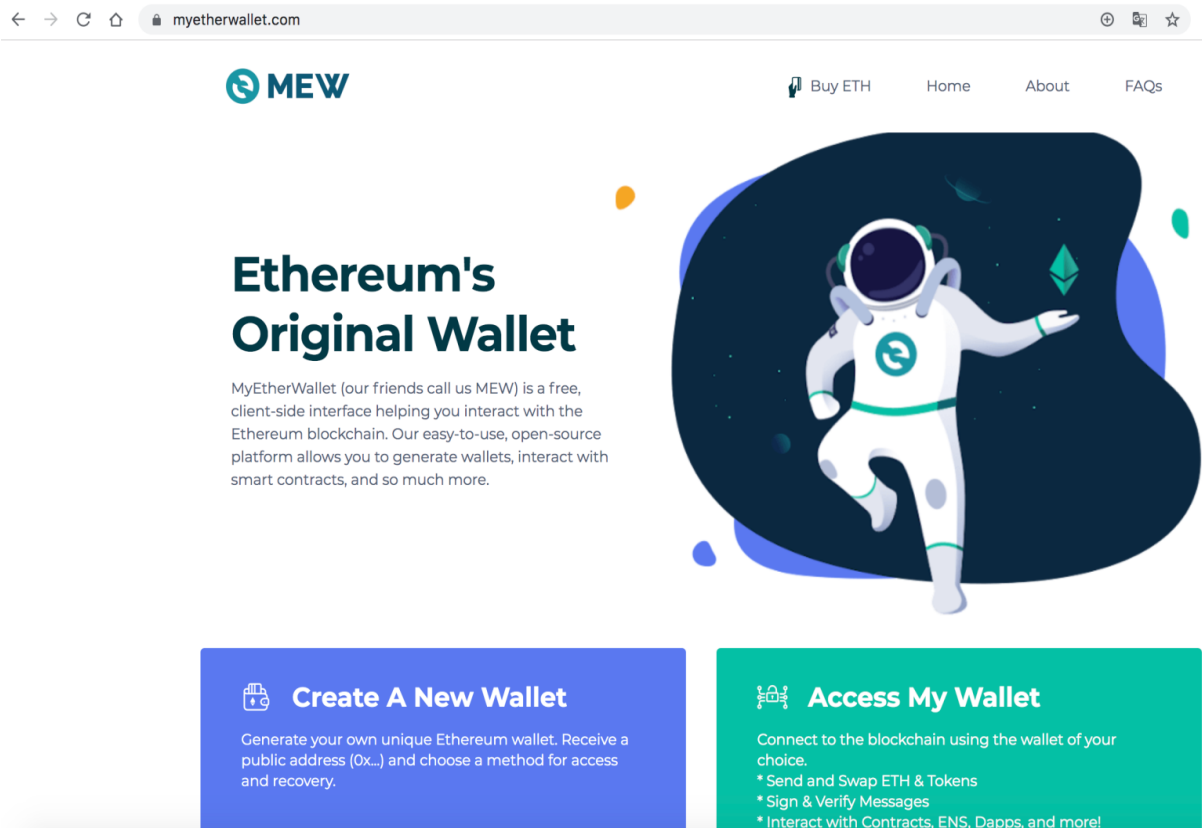 myetherwallet.com
MEW
Buy ETH
Home
About
FAQs
Ethereum's
Original Wallet
MyEtherWallet (our friends call us MEW) is a free,
client-side interface helping you interact with the
Ethereum blockchain. Our easy-to-use, open-source
platform allows you to generate wallets, interact with
smart contracts, and so much more.
Create A New Wallet
Generate your own unique Ethereum wallet. Receive a
public address (0x...) and choose a method for access
and recovery.
Access My Wallet
Connect to the blockchain using the wallet of your
choice.
* Send and Swap ETH & Tokens
* Sign & Verify Messages
* Interact with Contracts, ENS, Dapps, and more!